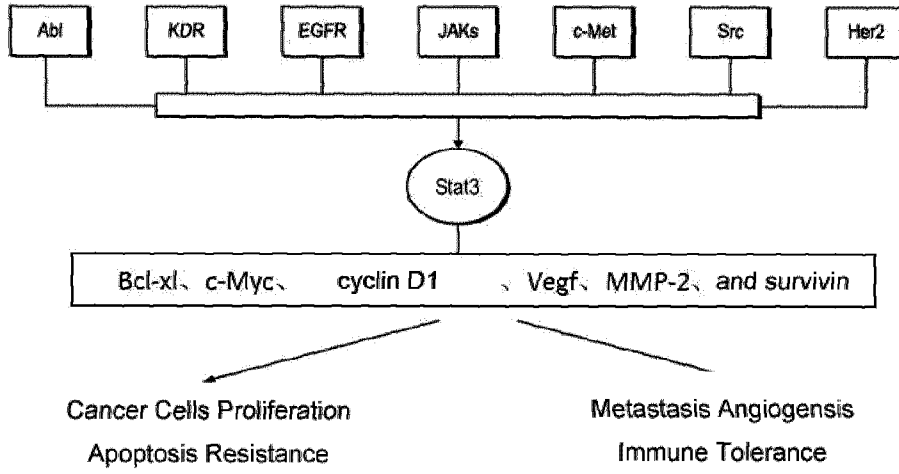 Abl KDR EGFR JAKs c-Met Src Her2
Stat3
Bcl-xl、c-Myc、 cyclin D1 、Vegf、MMP-2、and survivin
Cancer Cells Proliferation Metastasis Angiogensis
Apoptosis Resistance Immune Tolerance